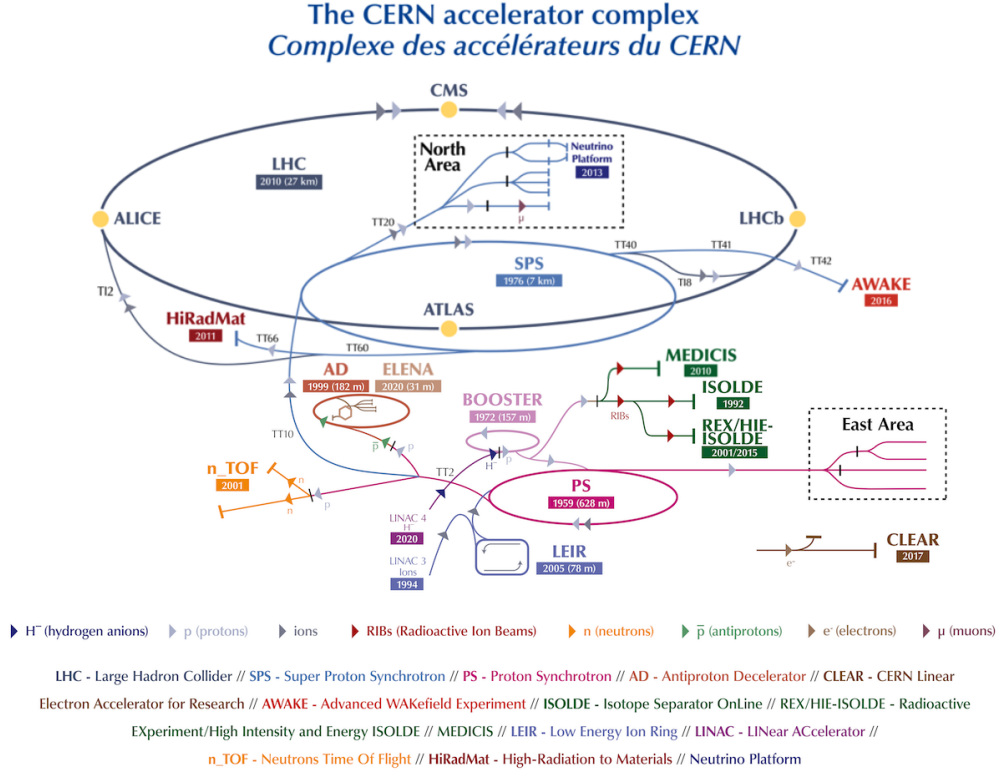 The CERN accelerator complex
Complexe des accélérateurs du CERN
CMS
North
Area
Neutrino
Platform
2013
μ
LHC
2010 (27 km)
ALICE
LHCb
TT20
TT40
TT41
TT42
SPS
1976 (7 km)
TI8
AWAKE
2016
TI2
ATLAS
HiRadMat
2011
TT66
TT60
AD
1999 (182 m)
ELENA
2020 (31 m)
MEDICIS
2010
BOOSTER
1972 (157 m)
ISOLDE
1992
RIBs
REX/HIE-
ISOLDE
2001/2015
East Area
TT10
p̅
p
H⁻
p
n_TOF
2001
n
n
p
TT2
PS
1959 (628 m)
LINAC 4
H⁻
2020
LINAC 3
Ions
1994
LEIR
2005 (78 m)
CLEAR
2017
e⁻
H⁻ (hydrogen anions)
p (protons)
ions
RIBs (Radioactive Ion Beams)
n (neutrons)
p̅ (antiprotons)
e⁻ (electrons)
μ (muons)
LHC - Large Hadron Collider // SPS - Super Proton Synchrotron // PS - Proton Synchrotron // AD - Antiproton Decelerator // CLEAR - CERN Linear
Electron Accelerator for Research // AWAKE - Advanced WAKefield Experiment // ISOLDE - Isotope Separator OnLine // REX/HIE-ISOLDE - Radioactive
EXperiment/High Intensity and Energy ISOLDE // MEDICIS // LEIR - Low Energy Ion Ring // LINAC - LINear ACcelerator //
n_TOF - Neutrons Time Of Flight // HiRadMat - High-Radiation to Materials // Neutrino Platform